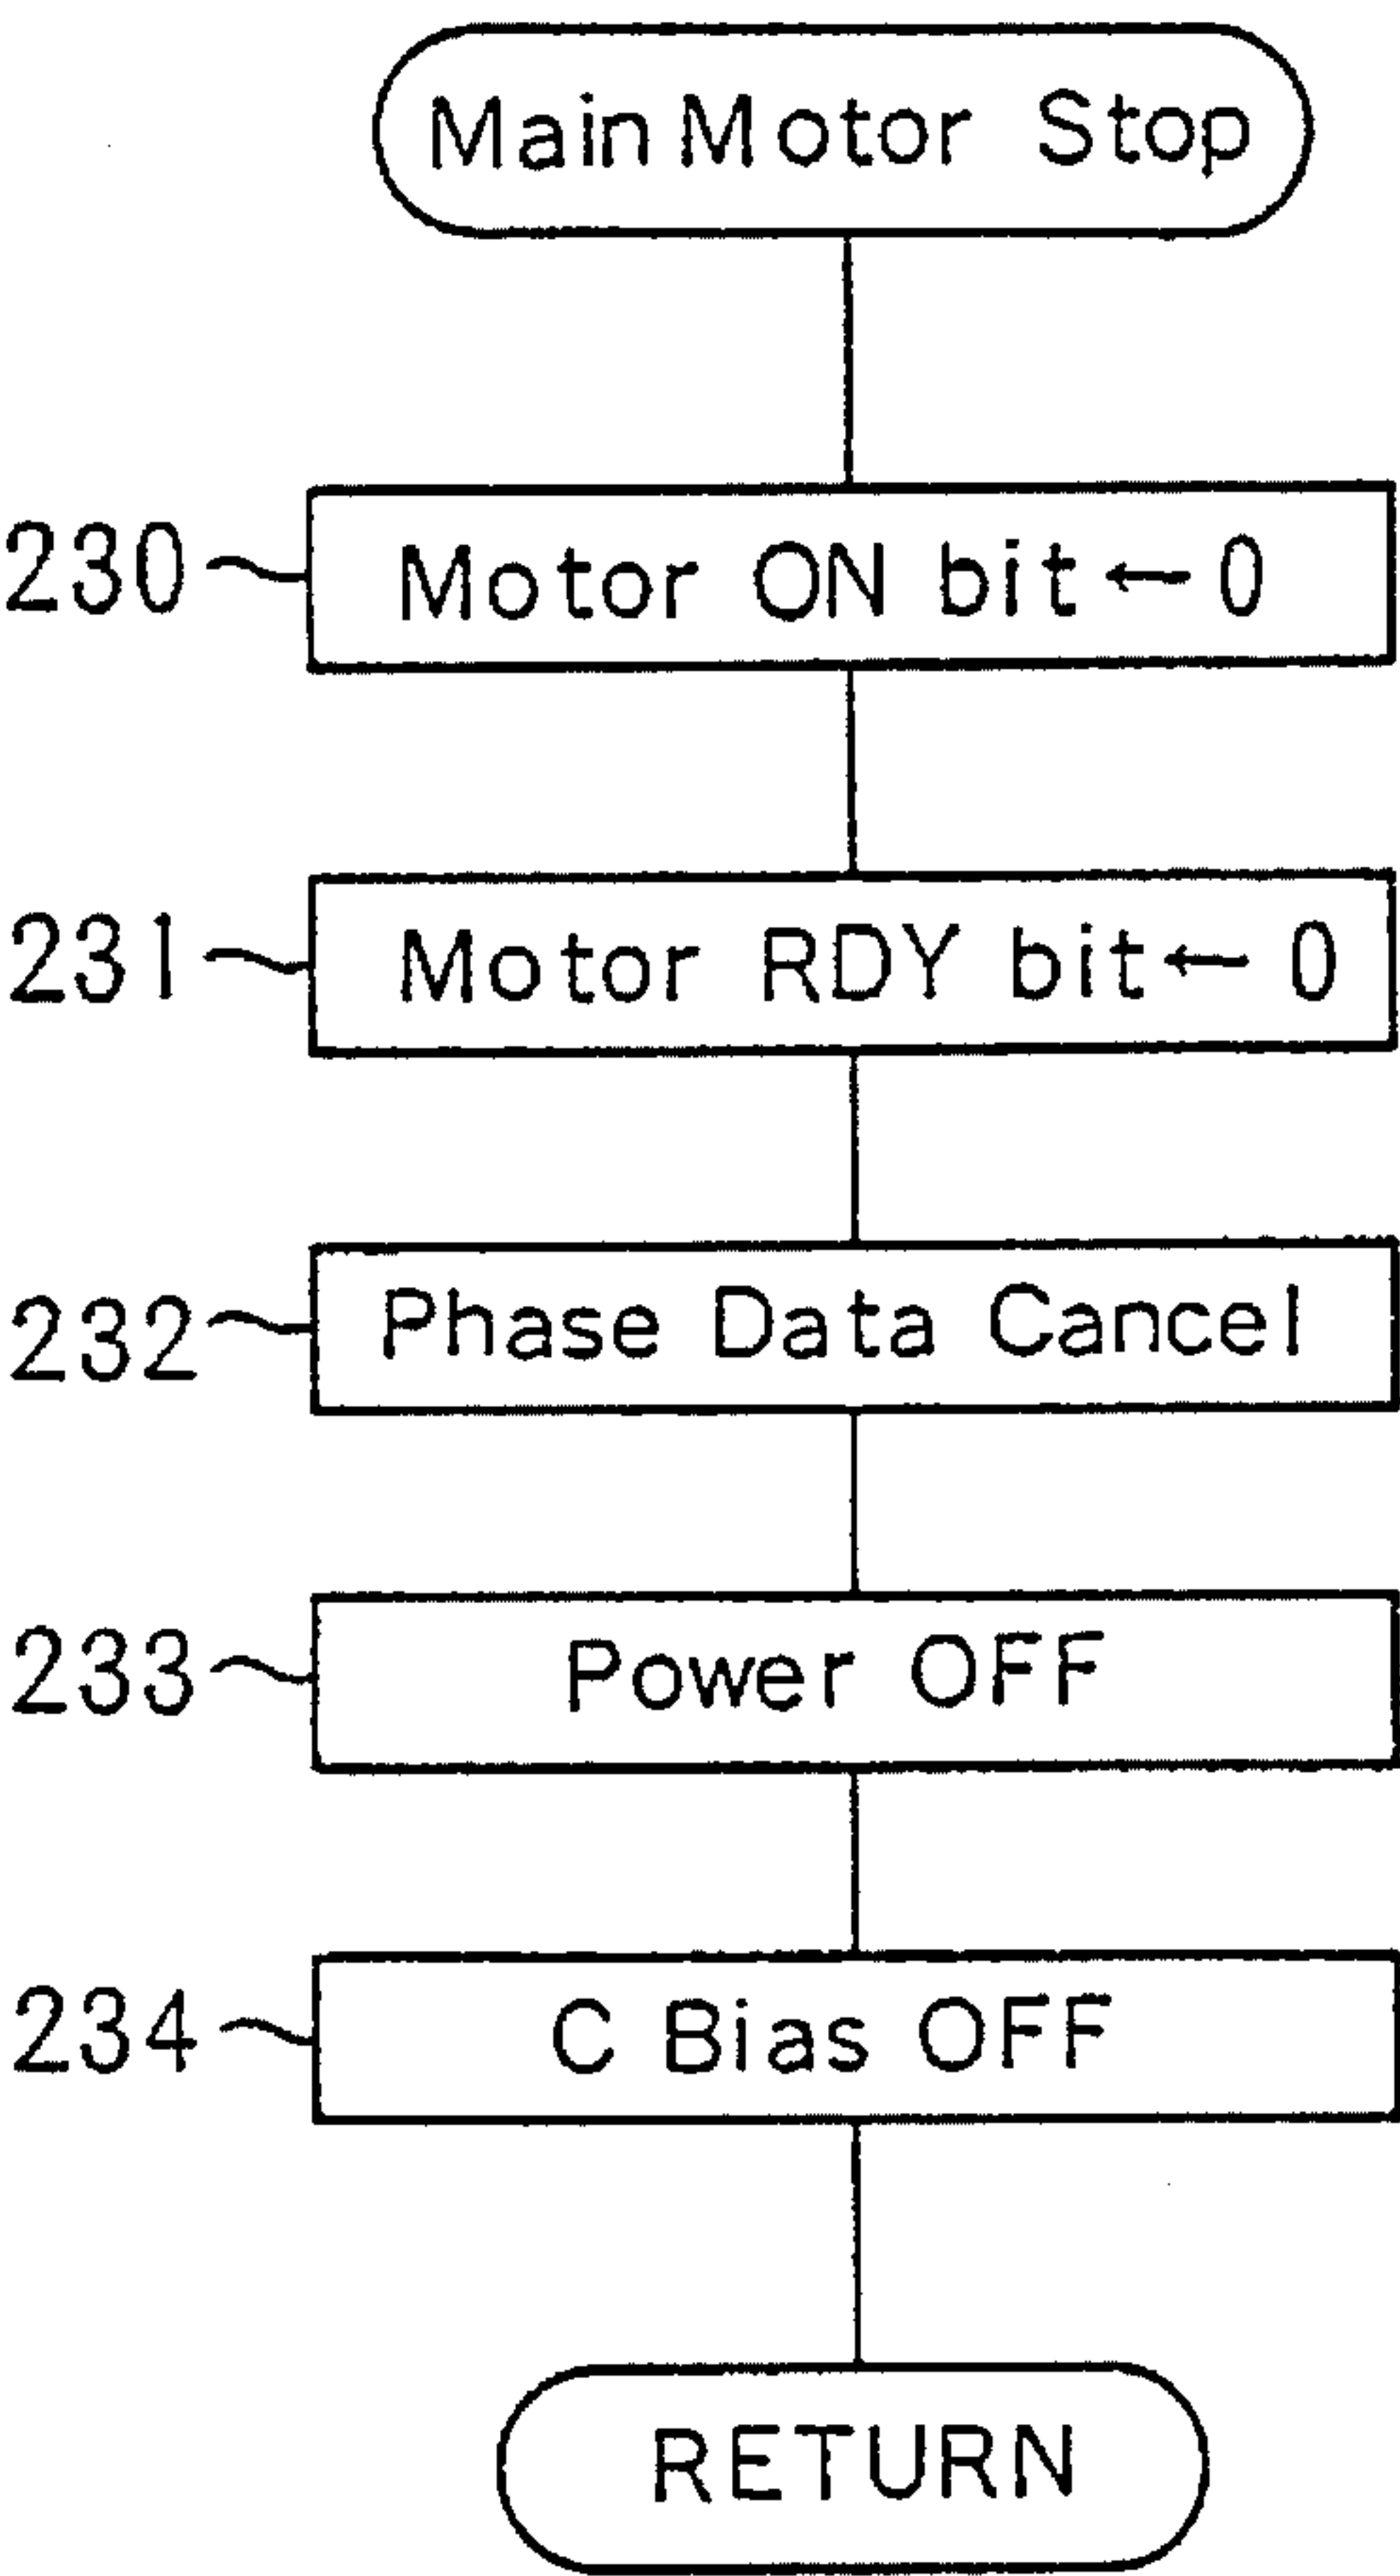 Main Motor Stop
230 Motor ON bit ← 0
231 Motor RDY bit ← 0
232 Phase Data Cancel
233 Power OFF
234 C Bias OFF
RETURN